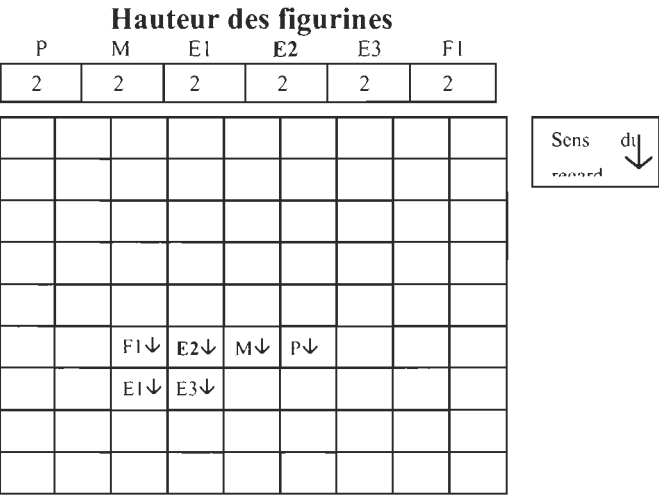 Hauteur des figurines
P M E1 E2 E3 F1
2 2 2 2 2 2
Sens du
regard
F1↓ E2↓ M↓ P↓
E1↓ E3↓